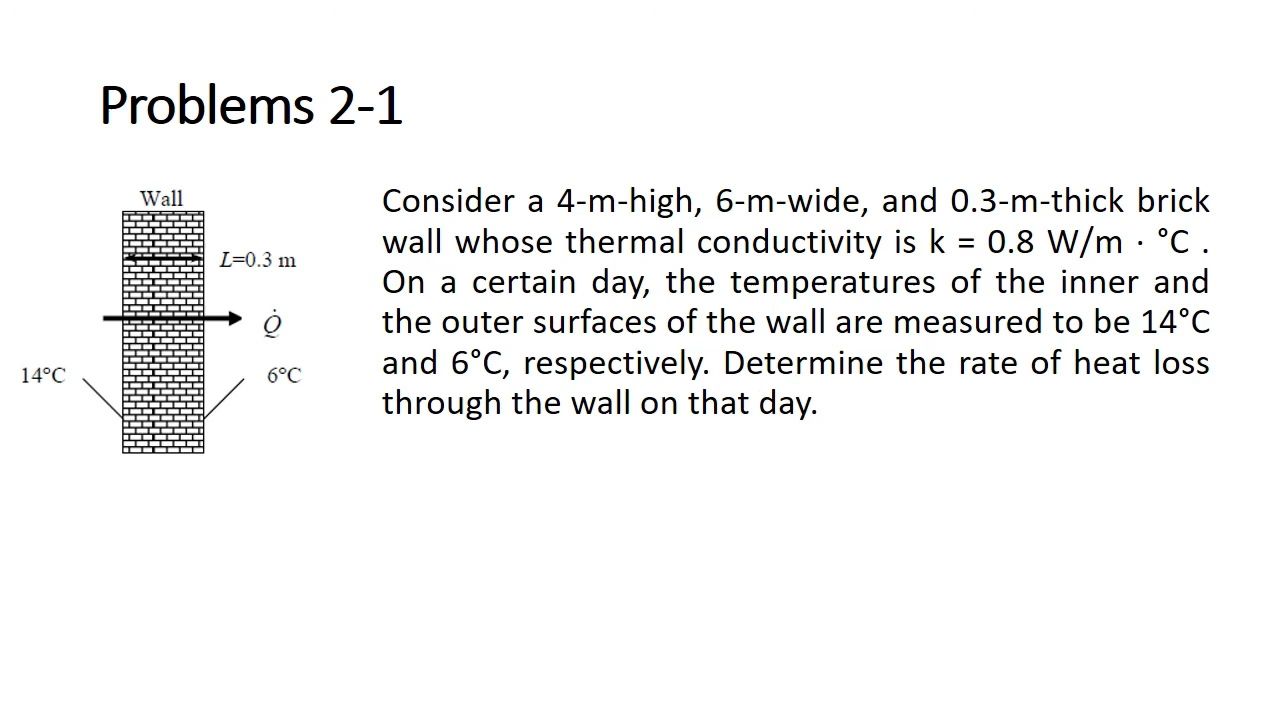 Problems 2-1
Wall
L=0.3 m
Q̇
14°C
6°C
Consider a 4-m-high, 6-m-wide, and 0.3-m-thick brick
wall whose thermal conductivity is k = 0.8 W/m · °C .
On a certain day, the temperatures of the inner and
the outer surfaces of the wall are measured to be 14°C
and 6°C, respectively. Determine the rate of heat loss
through the wall on that day.